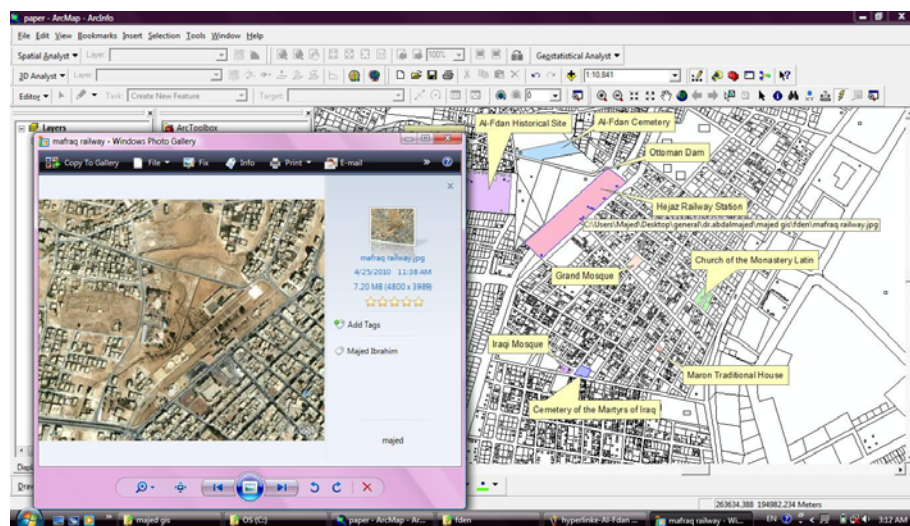 paper - ArcMap - ArcInfo
File Edit View Bookmarks Insert Selection Tools Window Help
Spatial Analyst Layer: 100% Geostatistical Analyst
3D Analyst Layer: 1:10,841
Editor Task: Create New Feature Target: 0
Layers
ArcToolbox
mafraq railway - Windows Photo Gallery
Copy To Gallery File Fix Info Print E-mail »
mafraq railway.jpg
4/25/2010 11:38 AM
7.20 MB (4800 x 3989)
Add Tags
Majed Ibrahim
majed
Al-Fdan Historical Site
Al-Fdan Cemetery
Ottoman Dam
Hejaz Railway Station
C:\Users\Majed\Desktop\general\dr.abdalmajed\majed gis\fden\mafraq railway.jpg
Church of the Monastery Latin
Grand Mosque
Iraqi Mosque
Maron Traditional House
Cemetery of the Martyrs of Iraq
263634.388 194982.234 Meters
majed gis OS (C:) paper - ArcMap - Ar... fden hyperlinke-Al-Fdan ... mafraq railway - Wi... EN 3:12 AM